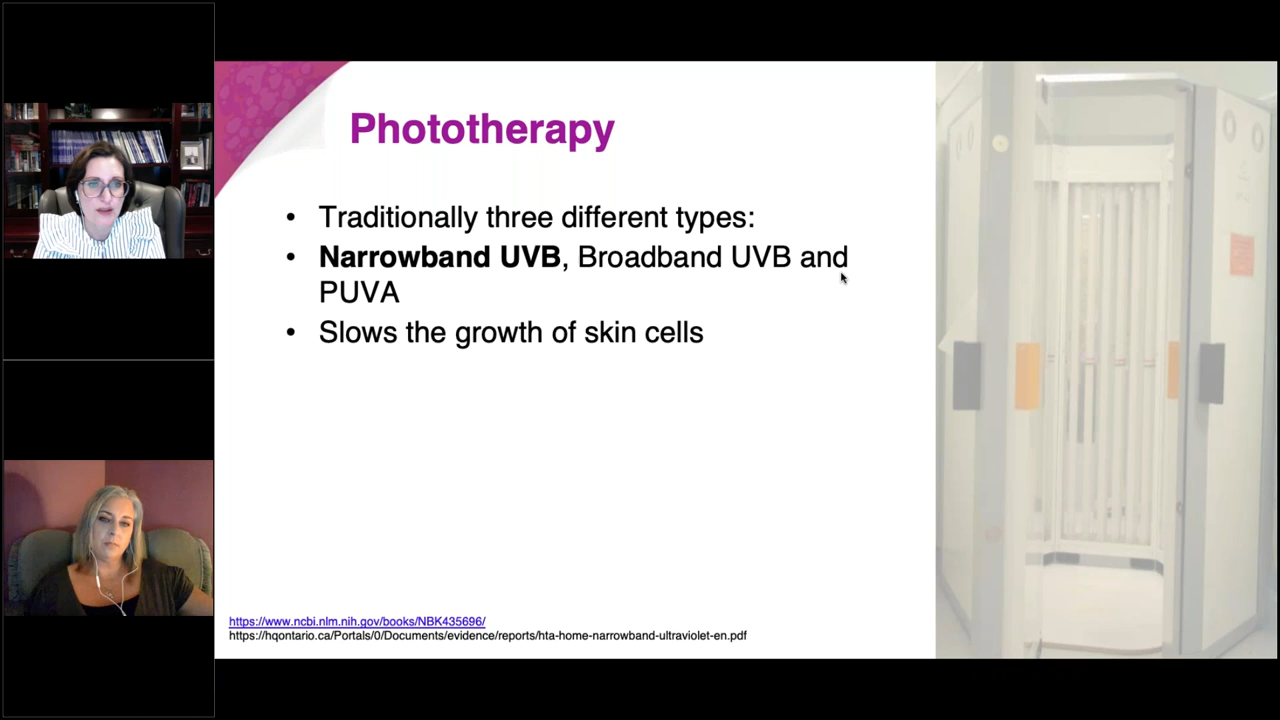 Phototherapy
• Traditionally three different types:
• Narrowband UVB, Broadband UVB and
PUVA
• Slows the growth of skin cells
https://www.ncbi.nlm.nih.gov/books/NBK435696/
https://hqontario.ca/Portals/0/Documents/evidence/reports/hta-home-narrowband-ultraviolet-en.pdf